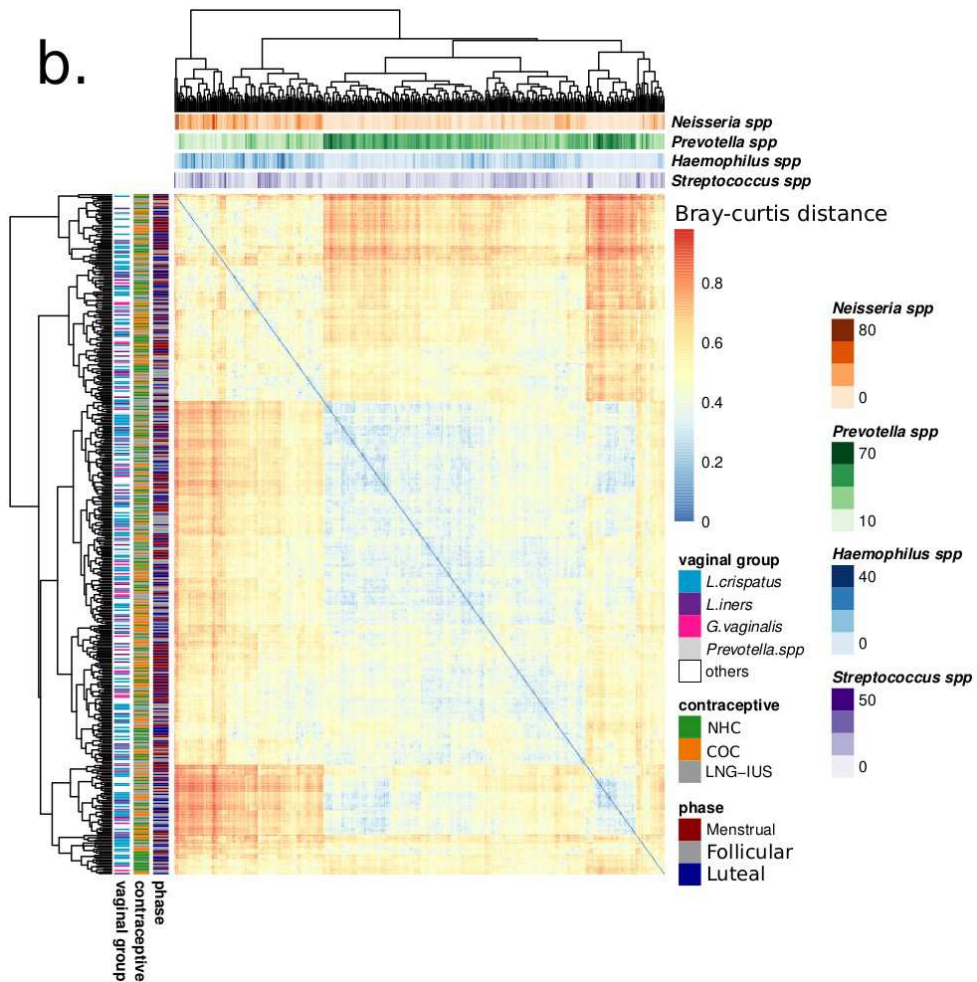 b.
Neisseria spp
Prevotella spp
Haemophilus spp
Streptococcus spp
Bray-curtis distance
0.8
0.6
0.4
0.2
0
vaginal group
L.crispatus
L.iners
G.vaginalis
Prevotella.spp
others
contraceptive
NHC
COC
LNG-IUS
phase
Menstrual
Follicular
Luteal
Neisseria spp
80
0
Prevotella spp
70
10
Haemophilus spp
40
0
Streptococcus spp
50
0
vaginal group
contraceptive
phase